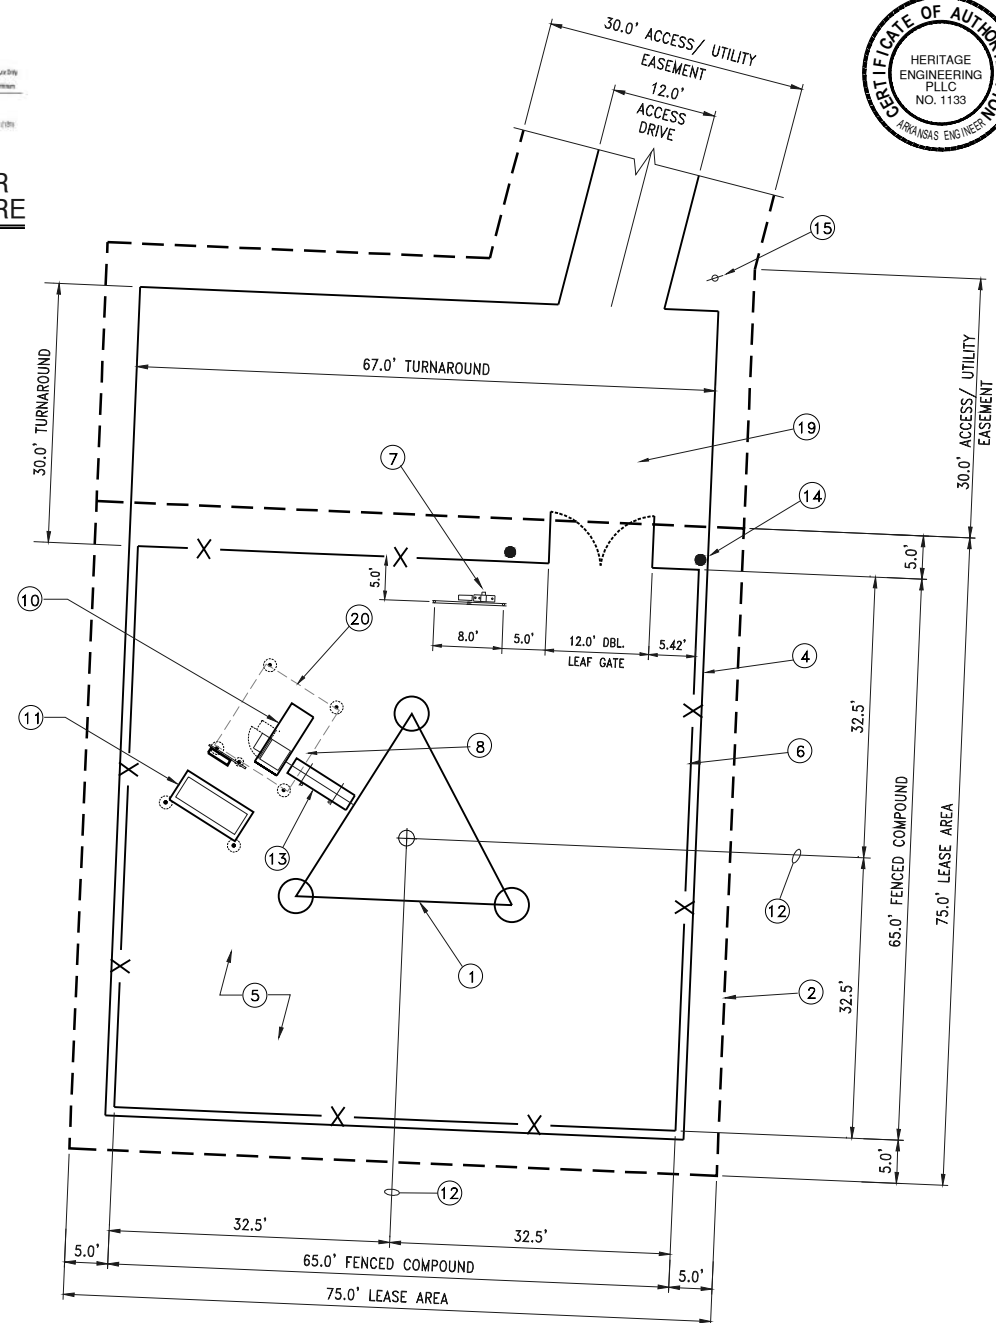 30.0' ACCESS/ UTILITY
EASEMENT
12.0'
ACCESS
DRIVE
CERTIFICATE OF AUTHORIZATION
HERITAGE
ENGINEERING
PLLC
NO. 1133
ARKANSAS ENGINEER
R
RE
15
67.0' TURNAROUND
30.0' TURNAROUND
30.0' ACCESS/ UTILITY
EASEMENT
19
7
14
5.0'
5.0'
10
20
8.0'
5.0'
12.0' DBL.
LEAF GATE
5.42'
4
11
8
6
32.5'
13
65.0' FENCED COMPOUND
75.0' LEASE AREA
12
1
5
2
32.5'
5.0'
12
32.5'
32.5'
5.0'
65.0' FENCED COMPOUND
5.0'
75.0' LEASE AREA